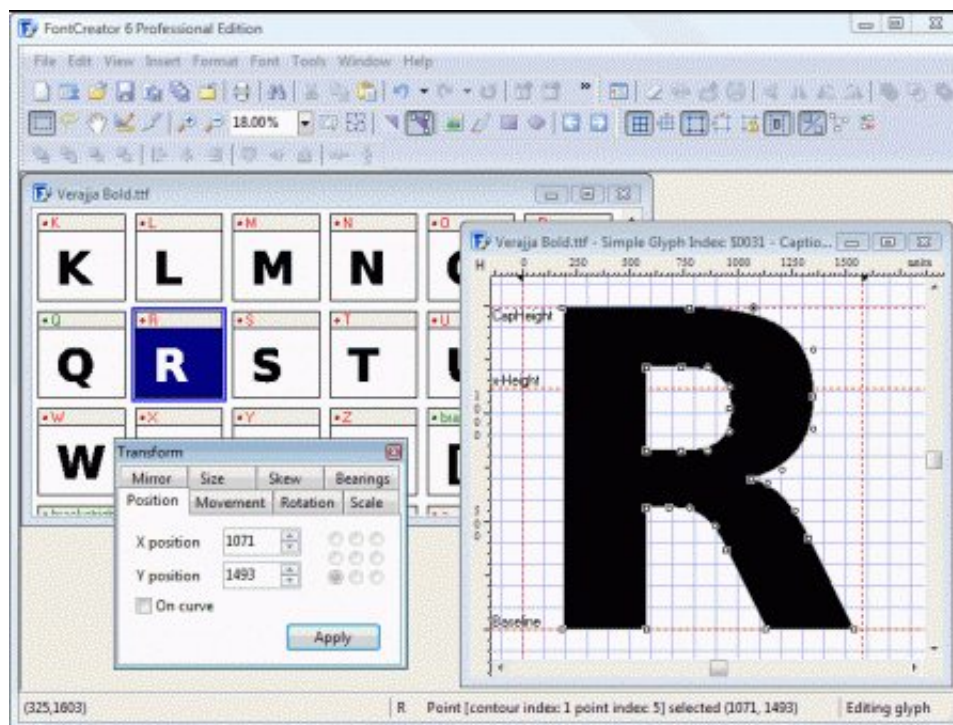 FontCreator 6 Professional Edition
File Edit View Insert Format Font Tools Window Help
18.00%
Verajja Bold.ttf
K L M N O
K L M N
Q R S T U
Q R S T
W X Y Z
W
Verajja Bold.ttf - Simple Glyph Index: 50031 - Captio...
H 0 250 500 750 1000 1250 1500 units
CapHeight
x-Height
1000
500
Baseline
R
Transform
Mirror Size Skew Bearings
Position Movement Rotation Scale
X position 1071
Y position 1493
On curve
Apply
(325,1603) R Point [contour index: 1 point index: 5] selected (1071, 1493) Editing glyph